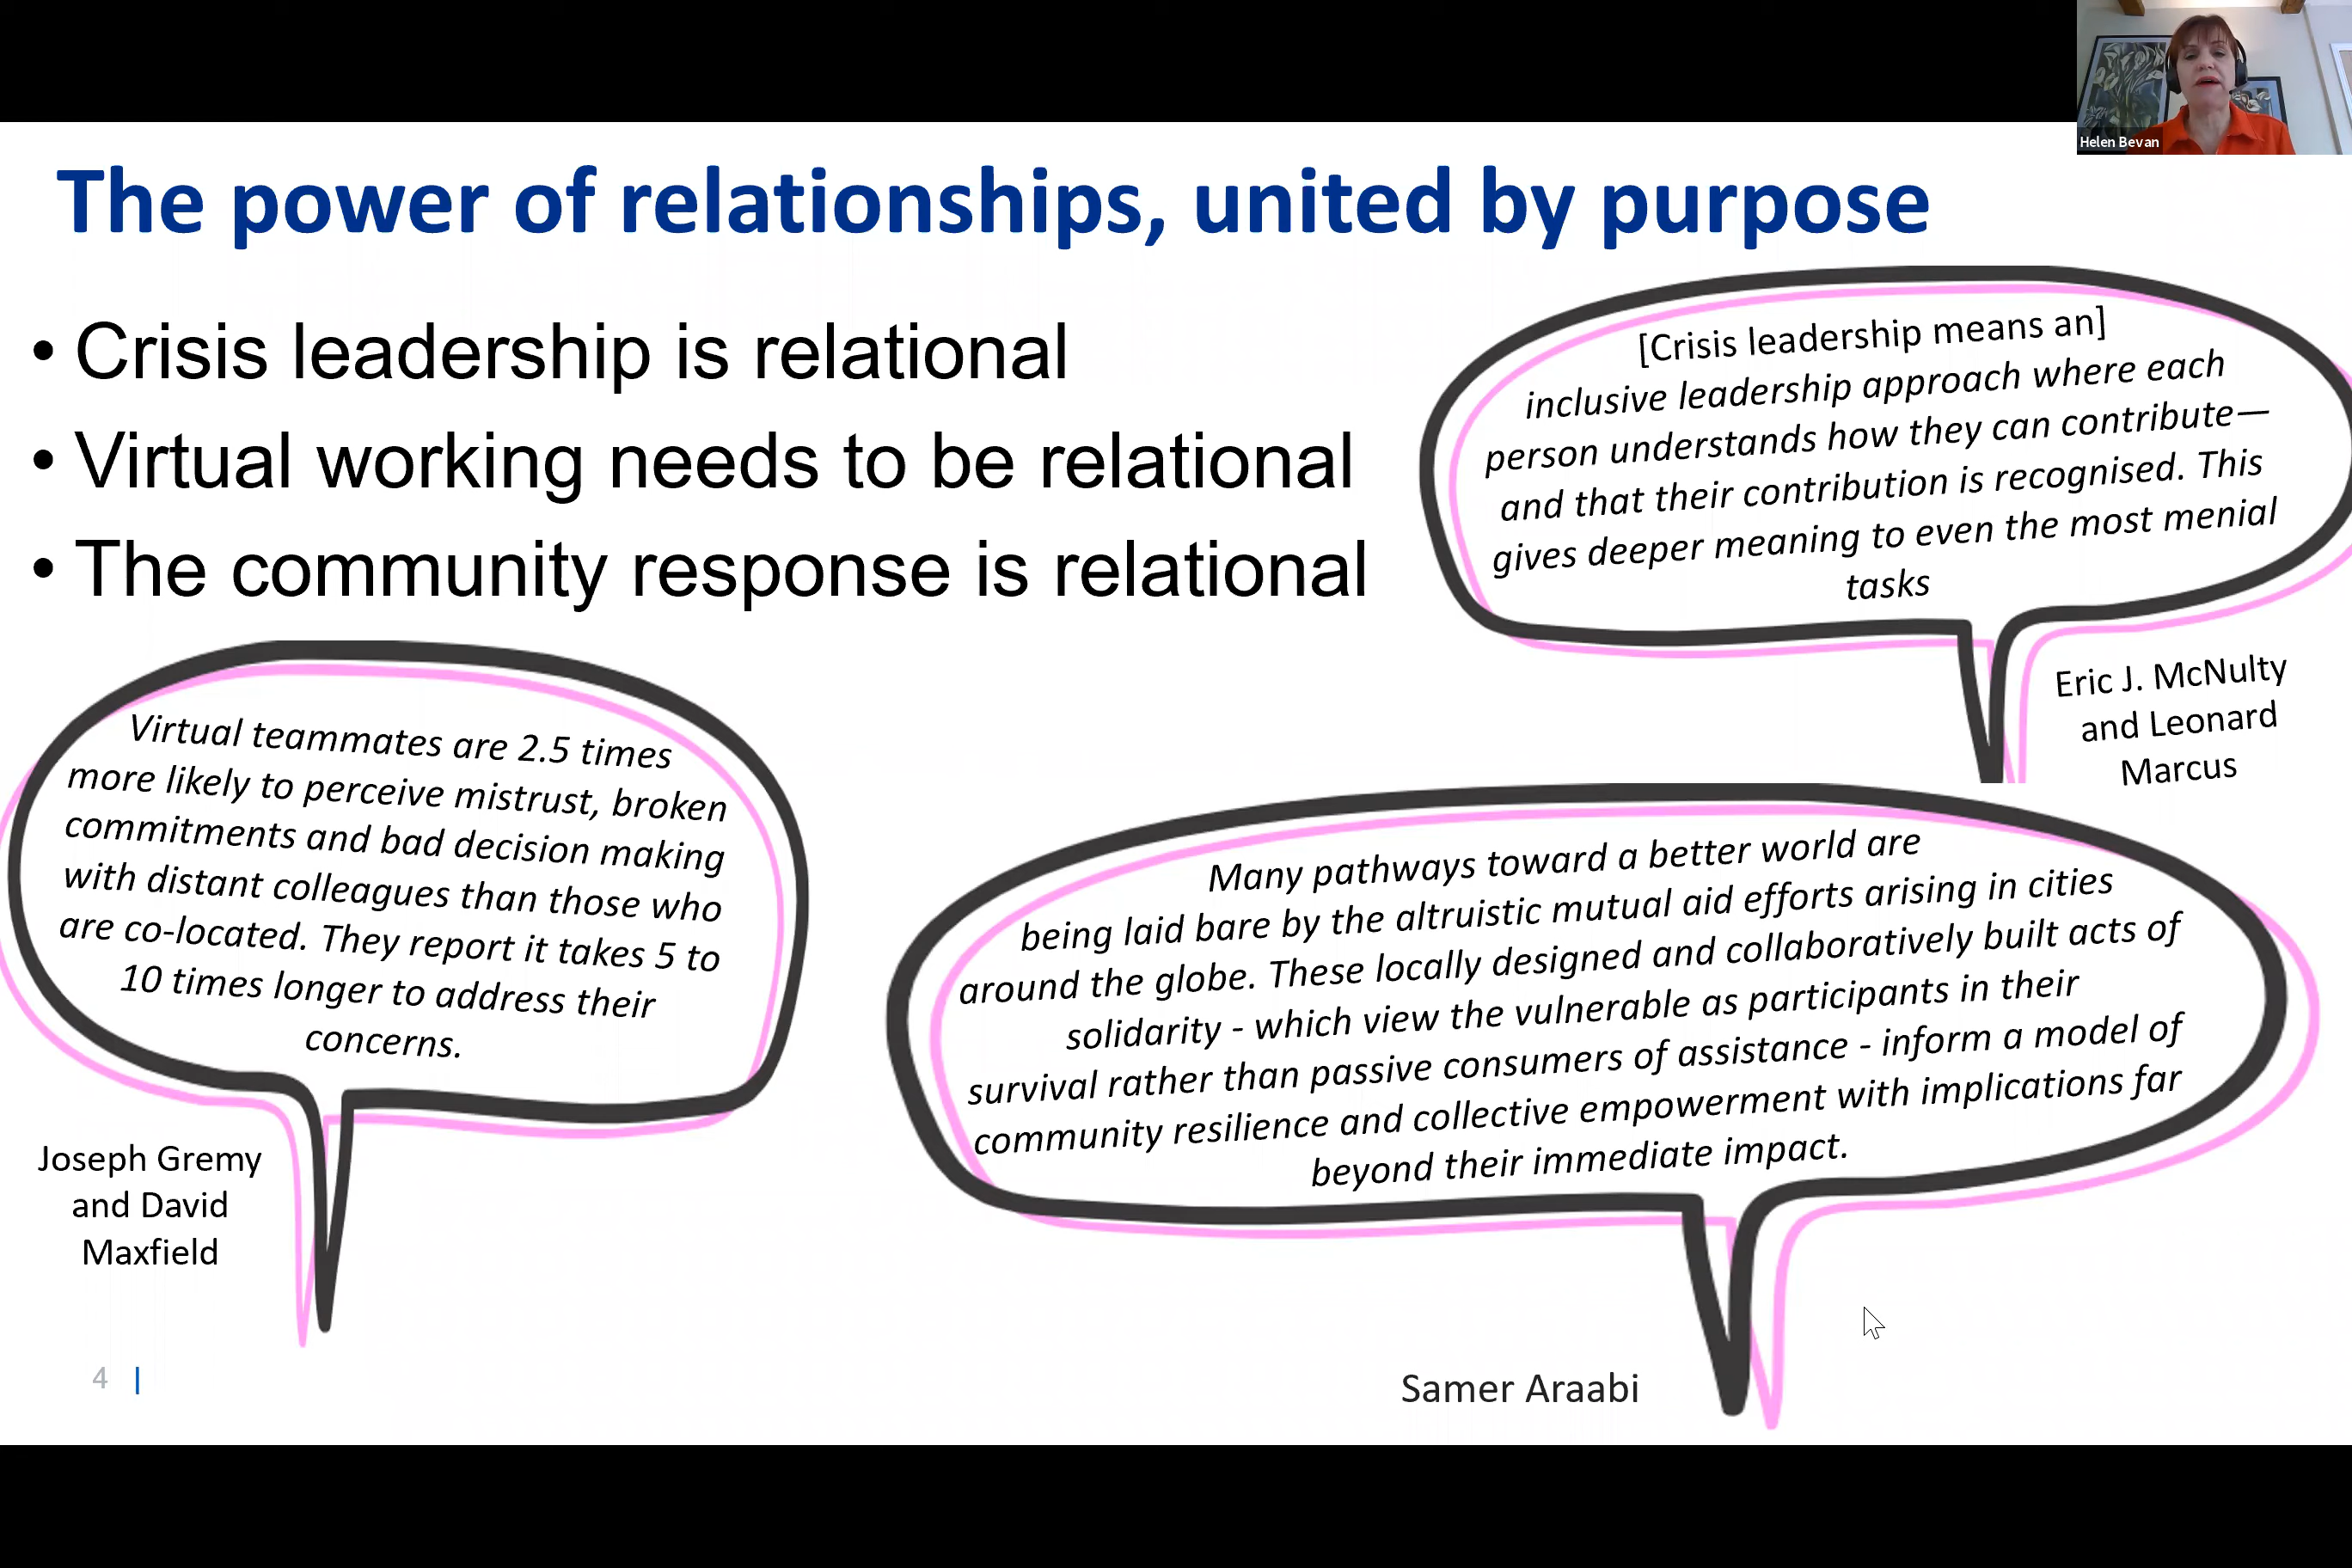 Helen Bevan
The power of relationships, united by purpose
• Crisis leadership is relational
• Virtual working needs to be relational
• The community response is relational
[Crisis leadership means an]
inclusive leadership approach where each
person understands how they can contribute—
and that their contribution is recognised. This
gives deeper meaning to even the most menial
tasks
Eric J. McNulty
and Leonard
Marcus
Virtual teammates are 2.5 times
more likely to perceive mistrust, broken
commitments and bad decision making
with distant colleagues than those who
are co-located. They report it takes 5 to
10 times longer to address their
concerns.
Joseph Gremy
and David
Maxfield
Many pathways toward a better world are
being laid bare by the altruistic mutual aid efforts arising in cities
around the globe. These locally designed and collaboratively built acts of
solidarity - which view the vulnerable as participants in their
survival rather than passive consumers of assistance - inform a model of
community resilience and collective empowerment with implications far
beyond their immediate impact.
Samer Araabi
4 |